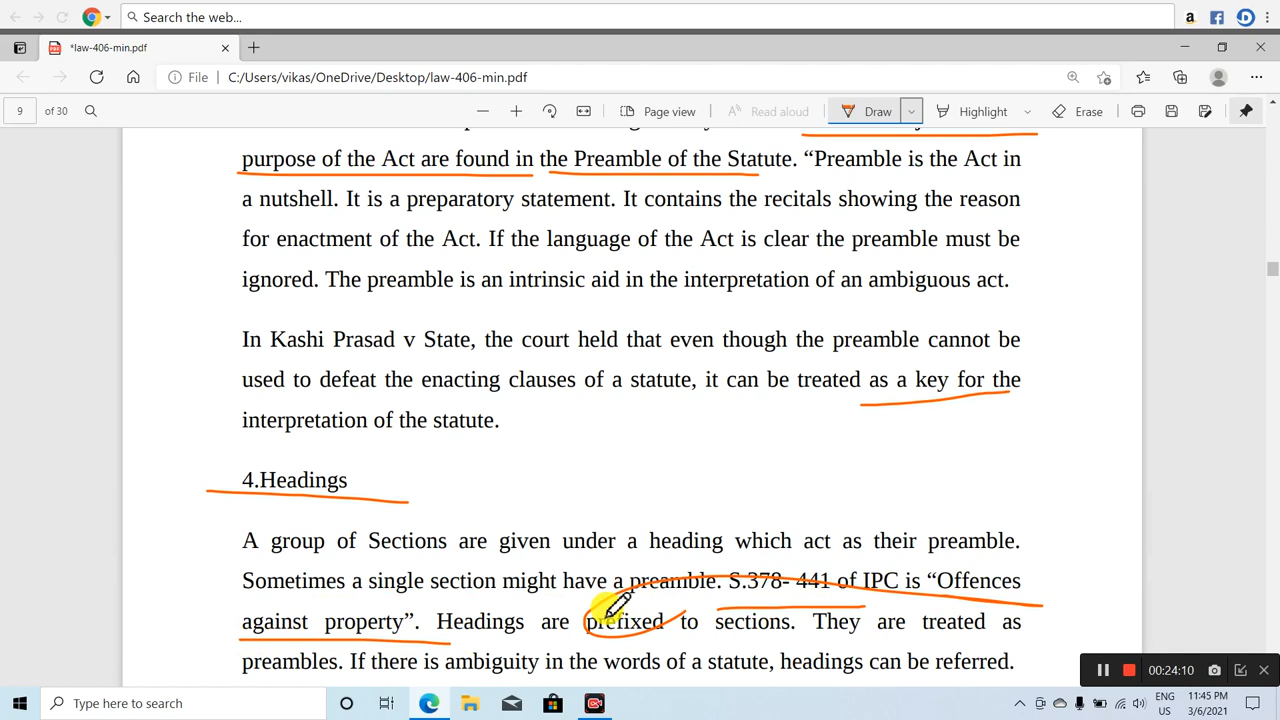 Search the web...
*law-406-min.pdf
File C:/Users/vikas/OneDrive/Desktop/law-406-min.pdf
9 of 30 Page view Read aloud Draw Highlight Erase
purpose of the Act are found in the Preamble of the Statute. “Preamble is the Act in
a nutshell. It is a preparatory statement. It contains the recitals showing the reason
for enactment of the Act. If the language of the Act is clear the preamble must be
ignored. The preamble is an intrinsic aid in the interpretation of an ambiguous act.
In Kashi Prasad v State, the court held that even though the preamble cannot be
used to defeat the enacting clauses of a statute, it can be treated as a key for the
interpretation of the statute.
4.Headings
A group of Sections are given under a heading which act as their preamble.
Sometimes a single section might have a preamble. S.378- 441 of IPC is “Offences
against property”. Headings are prefixed to sections. They are treated as
preambles. If there is ambiguity in the words of a statute, headings can be referred.
00:24:10
Type here to search
ENG
IN
11:45 PM
3/6/2021